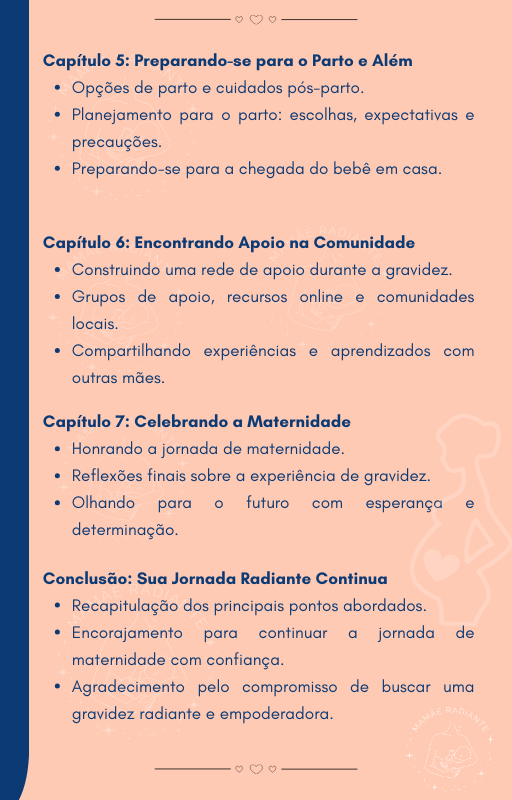 Capítulo 5: Preparando-se para o Parto e Além
• Opções de parto e cuidados pós-parto.
• Planejamento para o parto: escolhas, expectativas e
precauções.
• Preparando-se para a chegada do bebê em casa.
Capítulo 6: Encontrando Apoio na Comunidade
• Construindo uma rede de apoio durante a gravidez.
• Grupos de apoio, recursos online e comunidades
locais.
• Compartilhando experiências e aprendizados com
outras mães.
Capítulo 7: Celebrando a Maternidade
• Honrando a jornada de maternidade.
• Reflexões finais sobre a experiência de gravidez.
• Olhando para o futuro com esperança e
determinação.
Conclusão: Sua Jornada Radiante Continua
• Recapitulação dos principais pontos abordados.
• Encorajamento para continuar a jornada de
maternidade com confiança.
• Agradecimento pelo compromisso de buscar uma
gravidez radiante e empoderadora.
MAMÃE RADIANTE